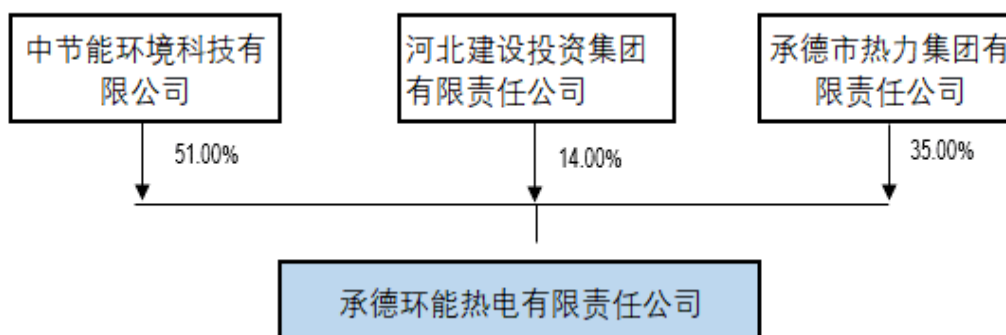 中节能环境科技有
限公司
河北建设投资集团
有限责任公司
承德市热力集团有
限责任公司
51.00%
14.00%
35.00%
承德环能热电有限责任公司